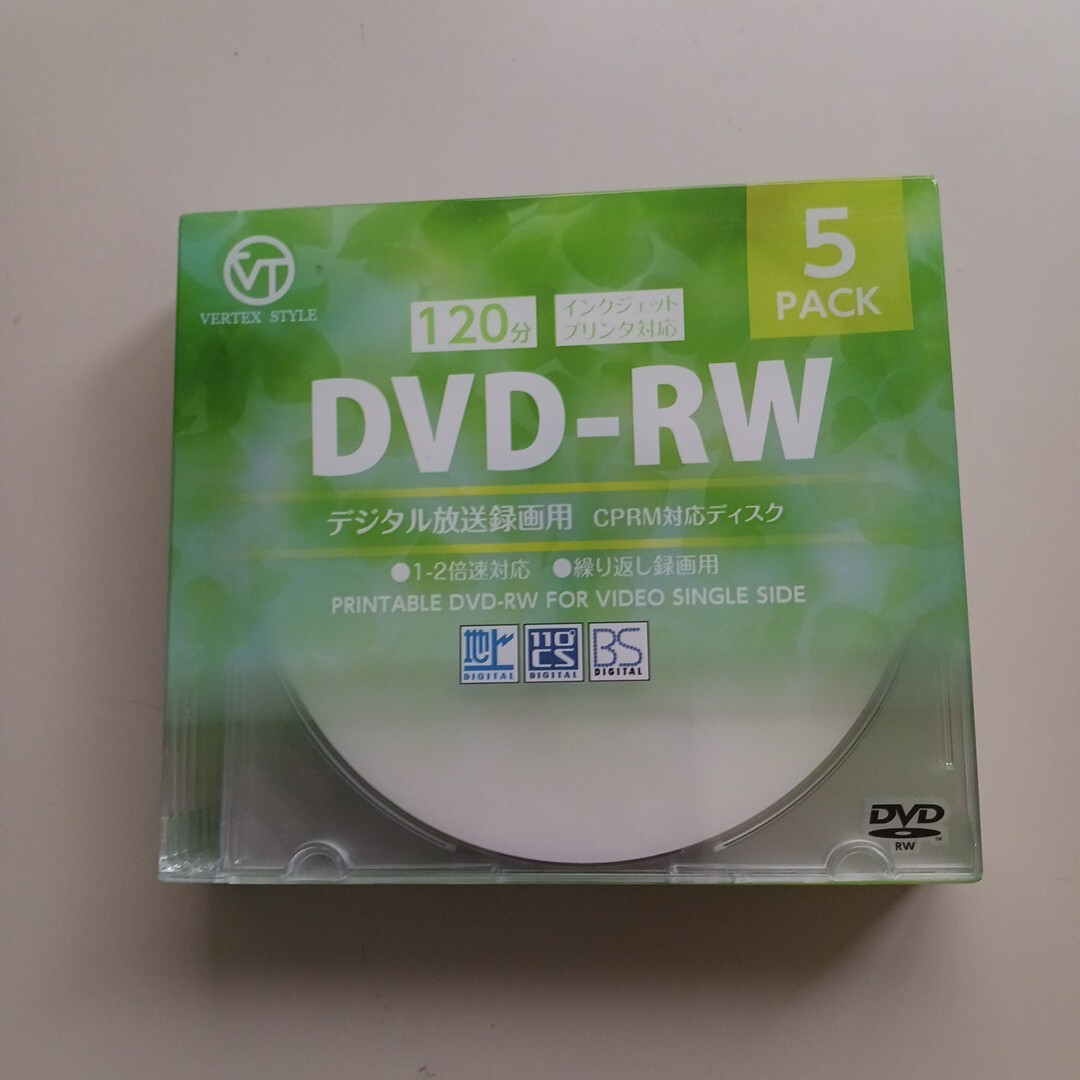 VT
VERTEX STYLE
5
PACK
120分
インクジェット
プリンタ対応
DVD-RW
デジタル放送録画用 CPRM対応ディスク
●1-2倍速対応 ●繰り返し録画用
PRINTABLE DVD-RW FOR VIDEO SINGLE SIDE
地上 DIGITAL
110° CS DIGITAL
BS DIGITAL
DVD
RW